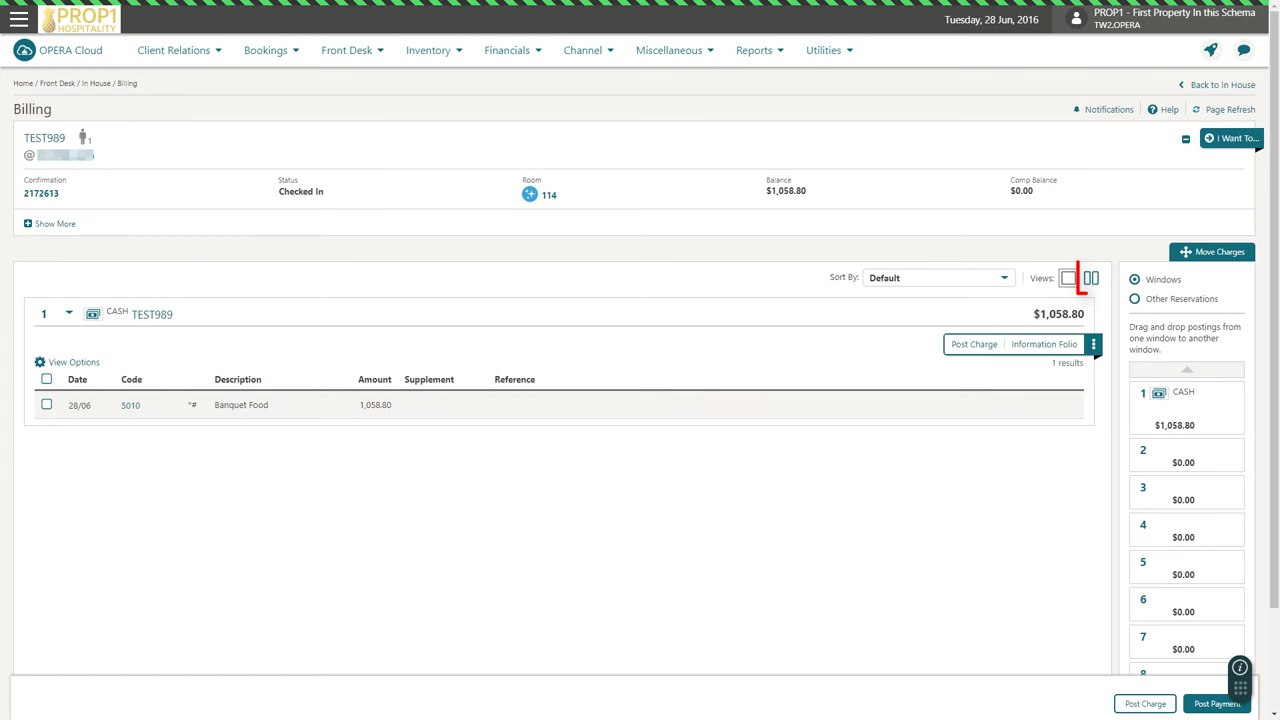 PROP1
HOSPITALITY
Tuesday, 28 Jun, 2016
PROP1 - First Property In this Schema
TW2.OPERA
OPERA Cloud
Client Relations
Bookings
Front Desk
Inventory
Financials
Channel
Miscellaneous
Reports
Utilities
Home / Front Desk / In House / Billing
Back to In House
Billing
Notifications
Help
Page Refresh
TEST989
1
@
I Want To...
Confirmation
Status
Room
Balance
Comp Balance
2172613
Checked In
114
$1,058.80
$0.00
Show More
Move Charges
Sort By:
Default
Views:
Windows
Other Reservations
Drag and drop postings from
one window to another
window.
1
CASH
TEST989
$1,058.80
Post Charge
Information Folio
View Options
1 results
Date
Code
Description
Amount
Supplement
Reference
28/06
5010
*#
Banquet Food
1,058.80
1
CASH
$1,058.80
2
$0.00
3
$0.00
4
$0.00
5
$0.00
6
$0.00
7
$0.00
Post Charge
Post Payment